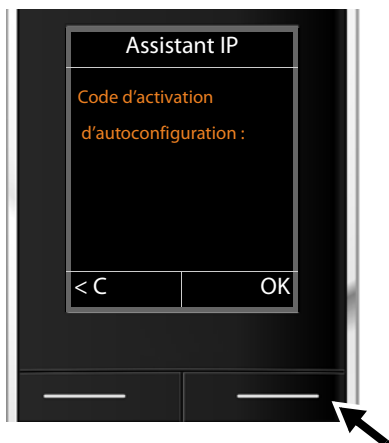 Assistant IP
Code d’activation
d’autoconfiguration :
< C OK